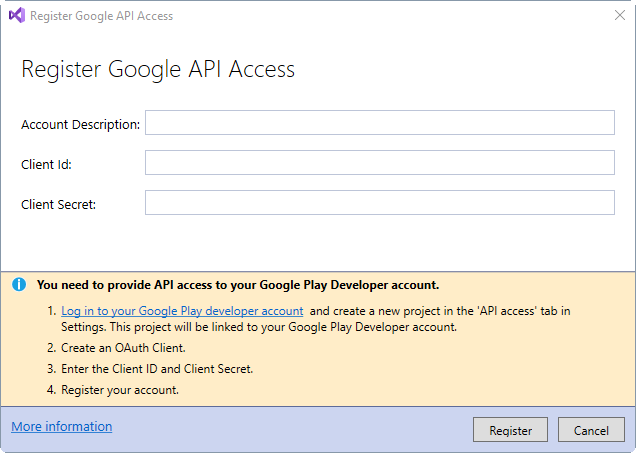 Register Google API Access
Register Google API Access
Account Description:
Client Id:
Client Secret:
You need to provide API access to your Google Play Developer account.
1. Log in to your Google Play developer account and create a new project in the 'API access' tab in
Settings. This project will be linked to your Google Play Developer account.
2. Create an OAuth Client.
3. Enter the Client ID and Client Secret.
4. Register your account.
More information
Register
Cancel